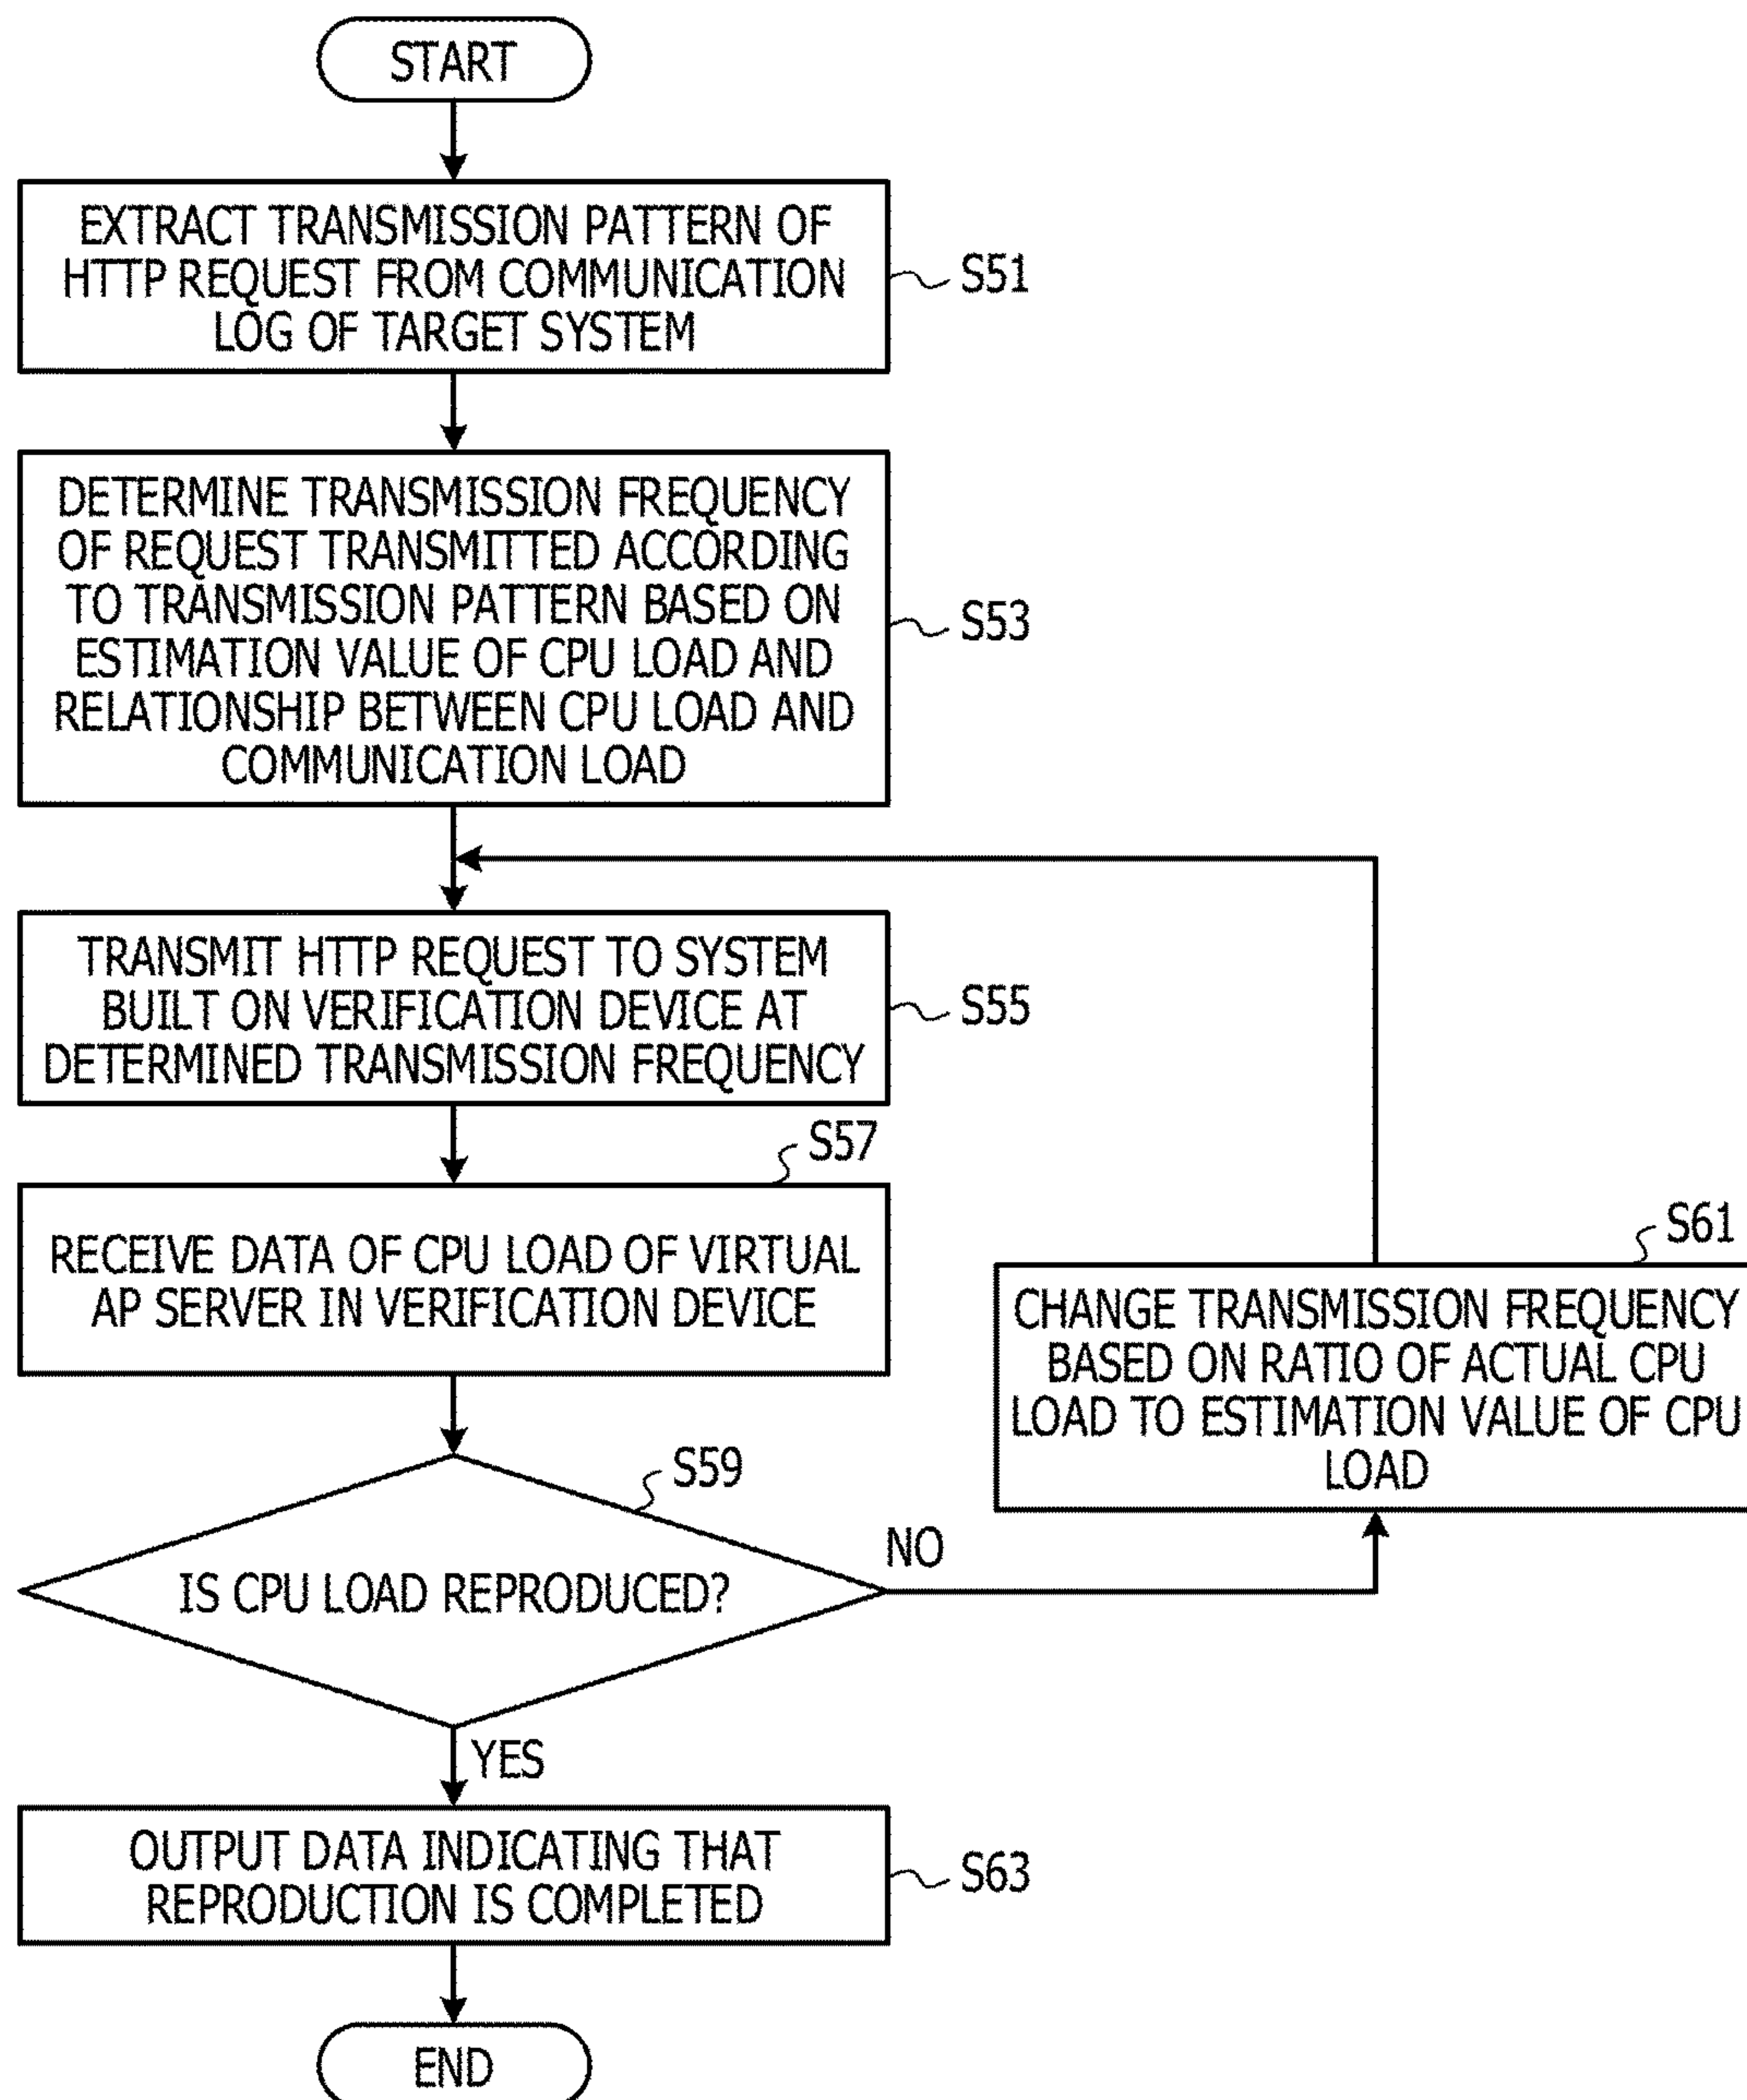 START
EXTRACT TRANSMISSION PATTERN OF
HTTP REQUEST FROM COMMUNICATION
LOG OF TARGET SYSTEM
S51
DETERMINE TRANSMISSION FREQUENCY
OF REQUEST TRANSMITTED ACCORDING
TO TRANSMISSION PATTERN BASED ON
ESTIMATION VALUE OF CPU LOAD AND
RELATIONSHIP BETWEEN CPU LOAD AND
COMMUNICATION LOAD
S53
TRANSMIT HTTP REQUEST TO SYSTEM
BUILT ON VERIFICATION DEVICE AT
DETERMINED TRANSMISSION FREQUENCY
S55
S57
RECEIVE DATA OF CPU LOAD OF VIRTUAL
AP SERVER IN VERIFICATION DEVICE
S61
CHANGE TRANSMISSION FREQUENCY
BASED ON RATIO OF ACTUAL CPU
LOAD TO ESTIMATION VALUE OF CPU
LOAD
S59
IS CPU LOAD REPRODUCED?
NO
YES
OUTPUT DATA INDICATING THAT
REPRODUCTION IS COMPLETED
S63
END